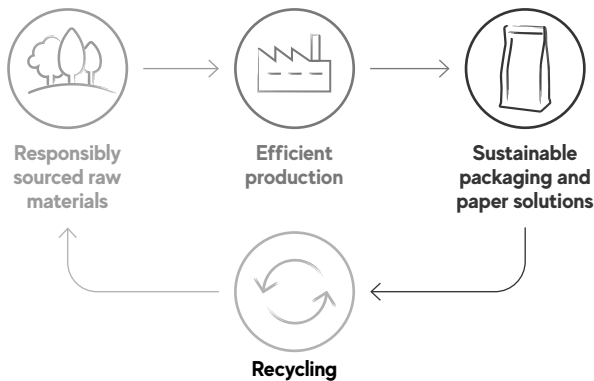 Responsibly
sourced raw
materials
Efficient
production
Sustainable
packaging and
paper solutions
Recycling